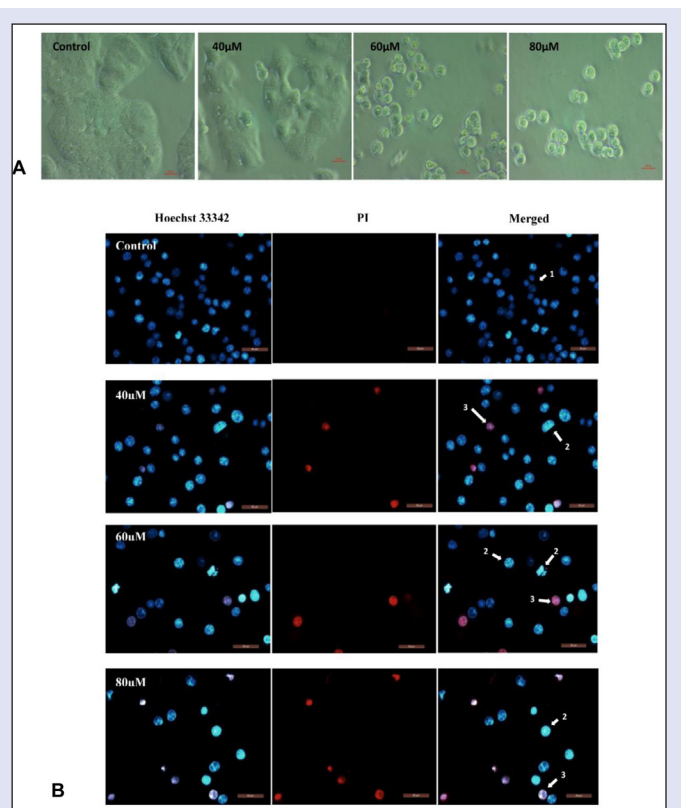 Control 40μM 60μM 80μM
A
Hoechst 33342 PI Merged
Control
1
40uM
3
2
60uM
2 2
3
80uM
2
3
B